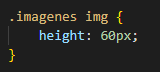 .imagenes img {
    height: 60px;
}